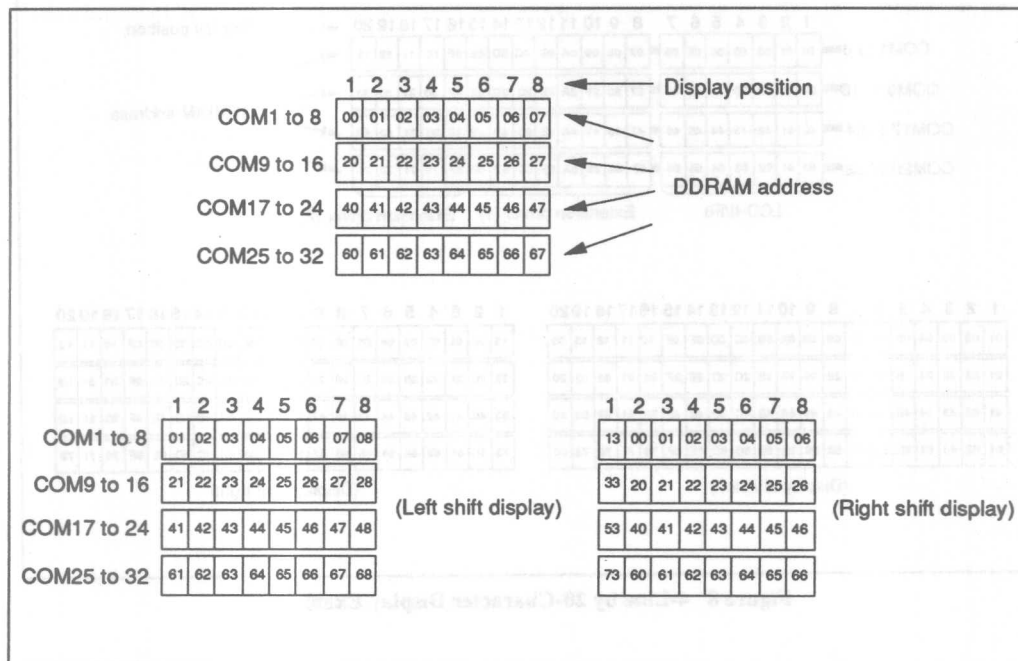 1 2 3 4 5 6 7 8 Display position
COM1 to 8 00 01 02 03 04 05 06 07
COM9 to 16 20 21 22 23 24 25 26 27
DDRAM address
COM17 to 24 40 41 42 43 44 45 46 47
COM25 to 32 60 61 62 63 64 65 66 67
1 2 3 4 5 6 7 8
COM1 to 8 01 02 03 04 05 06 07 08
COM9 to 16 21 22 23 24 25 26 27 28
(Left shift display)
COM17 to 24 41 42 43 44 45 46 47 48
COM25 to 32 61 62 63 64 65 66 67 68
1 2 3 4 5 6 7 8
13 00 01 02 03 04 05 06
33 20 21 22 23 24 25 26
(Right shift display)
53 40 41 42 43 44 45 46
73 60 61 62 63 64 65 66